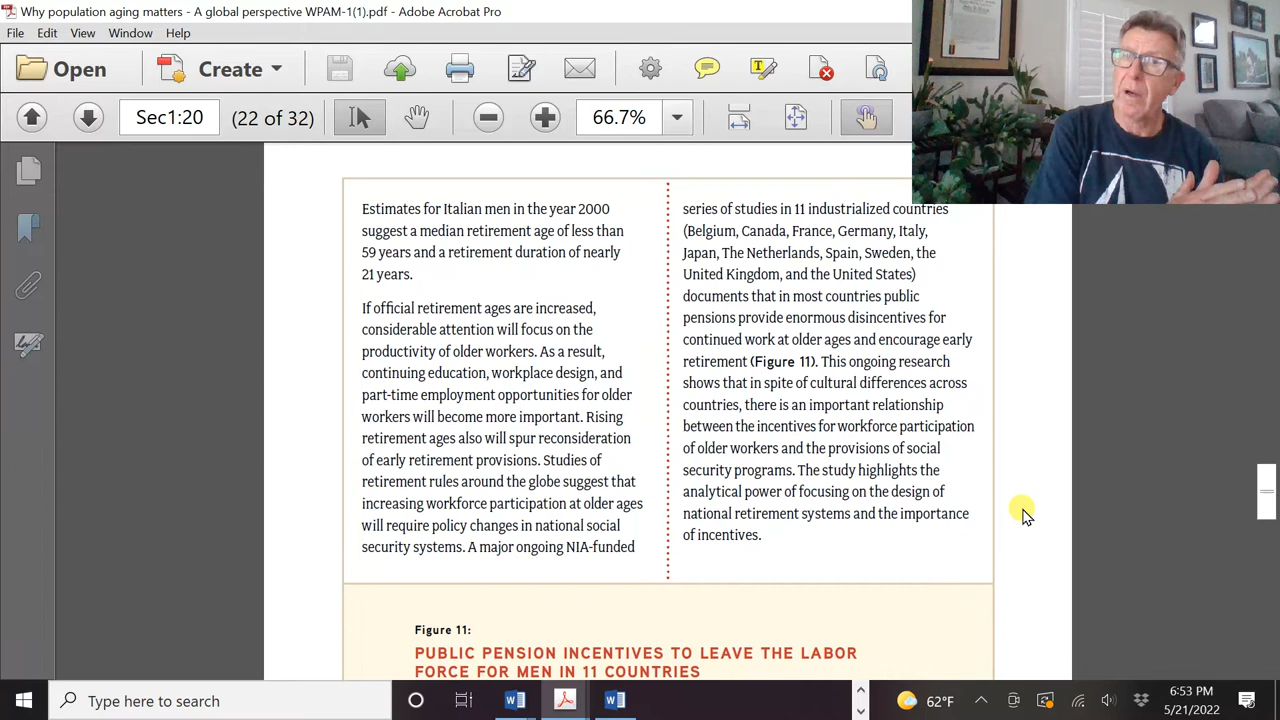 Why population aging matters - A global perspective WPAM-1(1).pdf - Adobe Acrobat Pro
File Edit View Window Help
Open Create
Sec1:20 (22 of 32) 66.7%
Estimates for Italian men in the year 2000
suggest a median retirement age of less than
59 years and a retirement duration of nearly
21 years.
If official retirement ages are increased,
considerable attention will focus on the
productivity of older workers. As a result,
continuing education, workplace design, and
part-time employment opportunities for older
workers will become more important. Rising
retirement ages also will spur reconsideration
of early retirement provisions. Studies of
retirement rules around the globe suggest that
increasing workforce participation at older ages
will require policy changes in national social
security systems. A major ongoing NIA-funded
series of studies in 11 industrialized countries
(Belgium, Canada, France, Germany, Italy,
Japan, The Netherlands, Spain, Sweden, the
United Kingdom, and the United States)
documents that in most countries public
pensions provide enormous disincentives for
continued work at older ages and encourage early
retirement (Figure 11). This ongoing research
shows that in spite of cultural differences across
countries, there is an important relationship
between the incentives for workforce participation
of older workers and the provisions of social
security programs. The study highlights the
analytical power of focusing on the design of
national retirement systems and the importance
of incentives.
Figure 11:
PUBLIC PENSION INCENTIVES TO LEAVE THE LABOR
FORCE FOR MEN IN 11 COUNTRIES
Type here to search
62°F
6:53 PM
5/21/2022